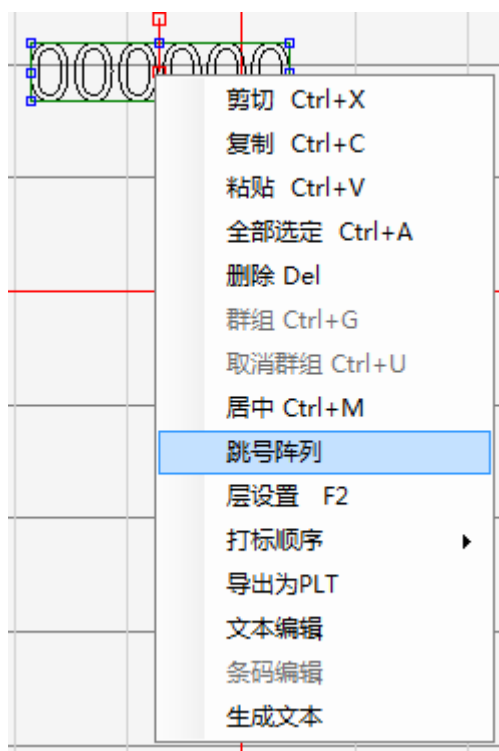 000000
剪切 Ctrl+X
复制 Ctrl+C
粘贴 Ctrl+V
全部选定 Ctrl+A
删除 Del
群组 Ctrl+G
取消群组 Ctrl+U
居中 Ctrl+M
跳号阵列
层设置 F2
打标顺序
导出为PLT
文本编辑
条码编辑
生成文本